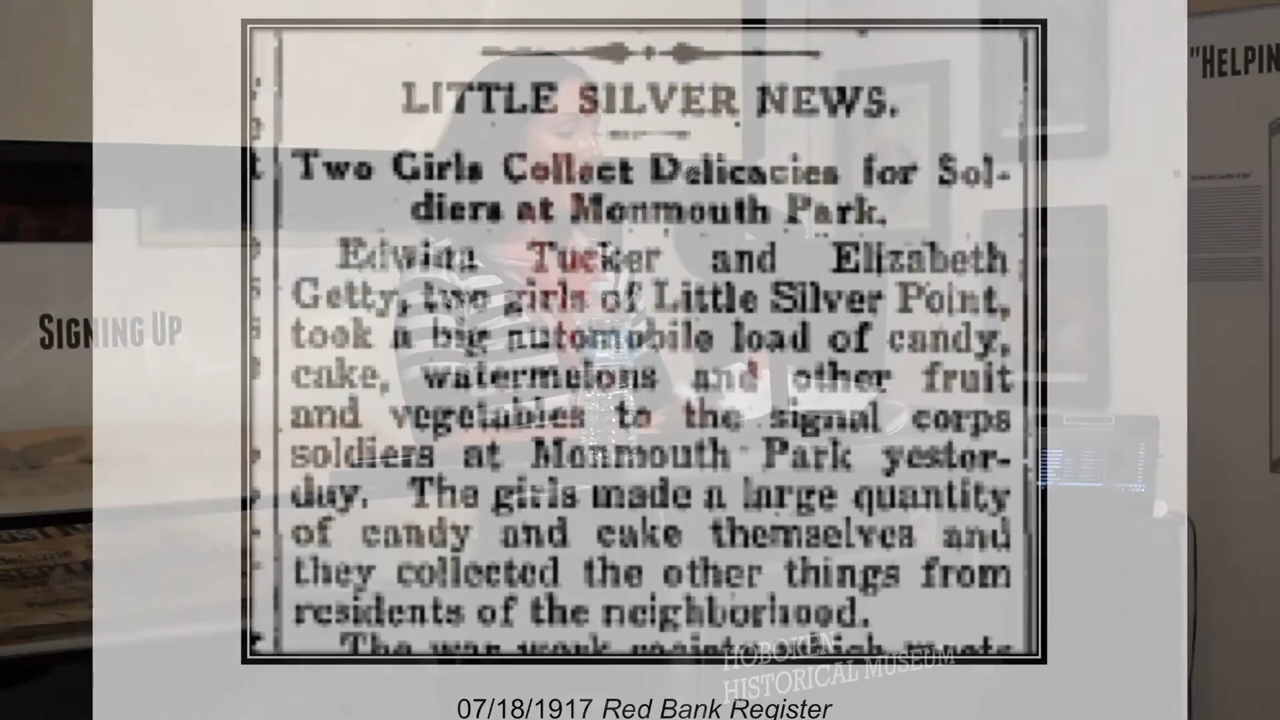 "HELPIN
SIGNING UP
LITTLE SILVER NEWS.
Two Girls Collect Delicacies for Sol-
diers at Monmouth Park.
Edwina Tucker and Elizabeth
Getty, two girls of Little Silver Point,
took a big automobile load of candy,
cake, watermelons and other fruit
and vegetables to the signal corps
soldiers at Monmouth Park yester-
day. The girls made a large quantity
of candy and cake themselves and
they collected the other things from
residents of the neighborhood.
The war work
HOBOKEN
HISTORICAL MUSEUM
07/18/1917 Red Bank Register